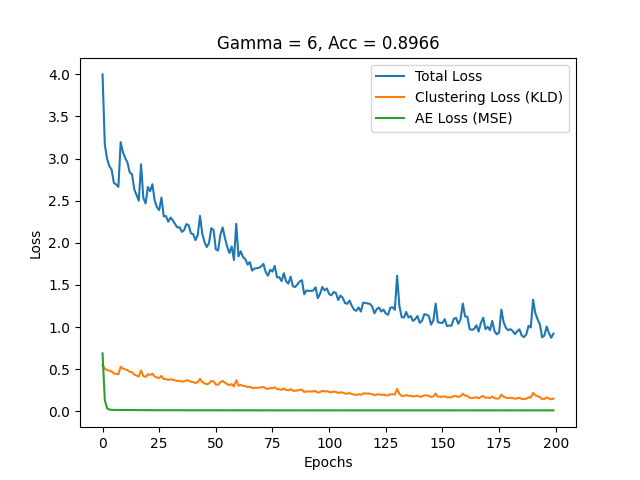 Gamma = 6, Acc = 0.8966
Total Loss
Clustering Loss (KLD)
AE Loss (MSE)
Loss
4.0
3.5
3.0
2.5
2.0
1.5
1.0
0.5
0.0
0 25 50 75 100 125 150 175 200
Epochs